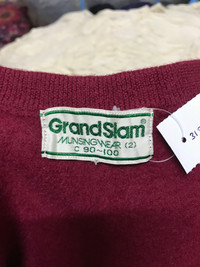 GrandSlam
MUNSINGWEAR (2)
C 90-100